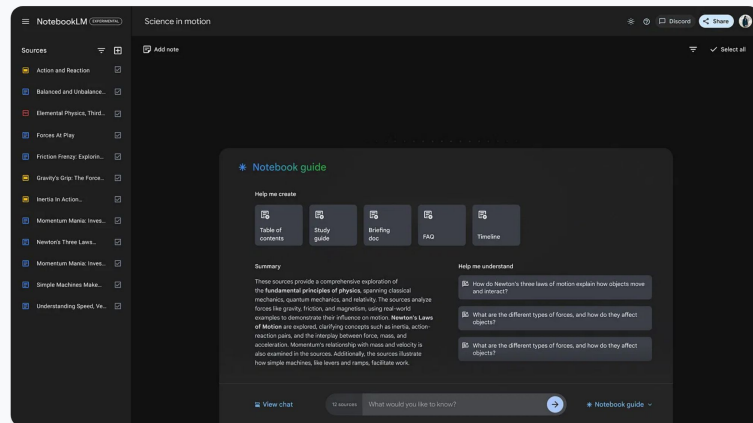 NotebookLM EXPERIMENTAL
Science in motion
Discord
Share
Sources
Add note
Select all
Action and Reaction
Balanced and Unbalance...
Elemental Physics, Third...
Forces At Play
Friction Frenzy: Explorin...
Gravity's Grip: The Force...
Inertia In Action...
Momentum Mania: Inves...
Newton's Three Laws...
Momentum Mania: Inves...
Simple Machines Make...
Understanding Speed, Ve...
Notebook guide
Help me create
Table of
contents
Study
guide
Briefing
doc
FAQ
Timeline
Summary
These sources provide a comprehensive exploration of
the fundamental principles of physics, spanning classical
mechanics, quantum mechanics, and relativity. The sources analyze
forces like gravity, friction, and magnetism, using real-world
examples to demonstrate their influence on motion. Newton's Laws
of Motion are explored, clarifying concepts such as inertia, action-
reaction pairs, and the interplay between force, mass, and
acceleration. Momentum's relationship with mass and velocity is
also examined in the sources. Additionally, the sources illustrate
how simple machines, like levers and ramps, facilitate work.
Help me understand
How do Newton's three laws of motion explain how objects move
and interact?
What are the different types of forces, and how do they affect
objects?
What are the different types of forces, and how do they affect
objects?
View chat
12 sources
What would you like to know?
Notebook guide